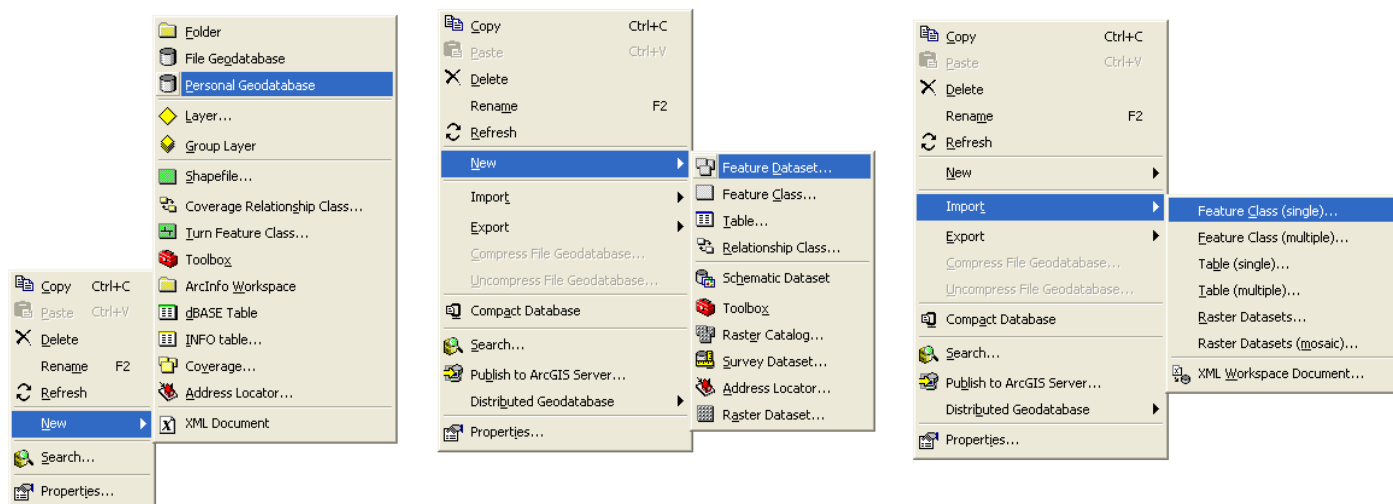 Copy Ctrl+C
Paste Ctrl+V
Delete
Rename F2
Refresh
New
Search...
Properties...
Folder
File Geodatabase
Personal Geodatabase
Layer...
Group Layer
Shapefile...
Coverage Relationship Class...
Turn Feature Class...
Toolbox
ArcInfo Workspace
dBASE Table
INFO table...
Coverage...
Address Locator...
XML Document
Copy Ctrl+C
Paste Ctrl+V
Delete
Rename F2
Refresh
New
Import
Export
Compress File Geodatabase...
Uncompress File Geodatabase...
Compact Database
Search...
Publish to ArcGIS Server...
Distributed Geodatabase
Properties...
Feature Dataset...
Feature Class...
Table...
Relationship Class...
Schematic Dataset
Toolbox
Raster Catalog...
Survey Dataset...
Address Locator...
Raster Dataset...
Copy Ctrl+C
Paste Ctrl+V
Delete
Rename F2
Refresh
New
Import
Export
Compress File Geodatabase...
Uncompress File Geodatabase...
Compact Database
Search...
Publish to ArcGIS Server...
Distributed Geodatabase
Properties...
Feature Class (single)...
Feature Class (multiple)...
Table (single)...
Table (multiple)...
Raster Datasets...
Raster Datasets (mosaic)...
XML Workspace Document...